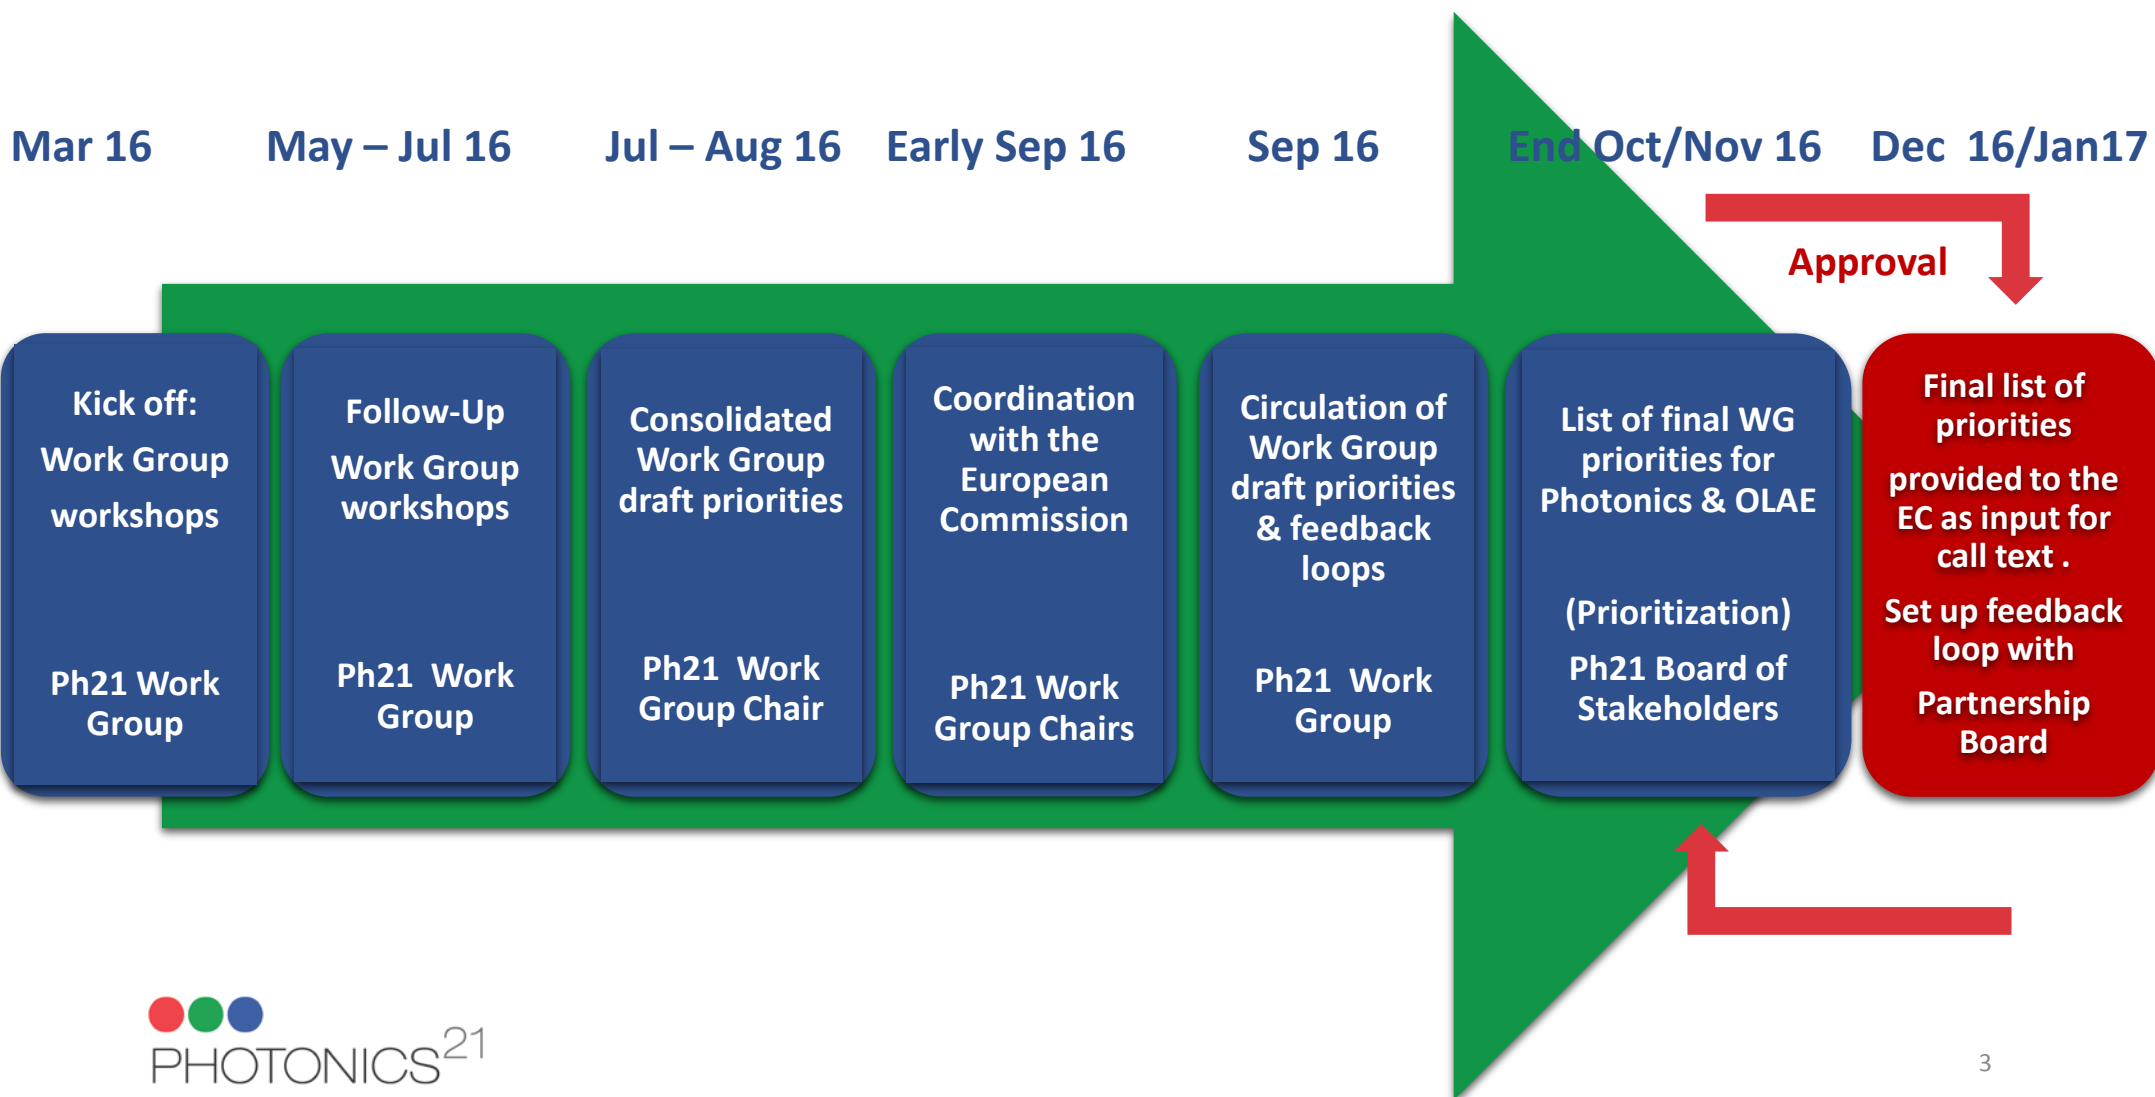 Mar 16
May – Jul 16
Jul – Aug 16
Early Sep 16
Sep 16
End Oct/Nov 16
Dec 16/Jan17
Approval
Kick off:
Work Group
workshops
Ph21 Work
Group
Follow-Up
Work Group
workshops
Ph21 Work
Group
Consolidated
Work Group
draft priorities
Ph21 Work
Group Chair
Coordination
with the
European
Commission
Ph21 Work
Group Chairs
Circulation of
Work Group
draft priorities
& feedback
loops
Ph21 Work
Group
List of final WG
priorities for
Photonics & OLAE
(Prioritization)
Ph21 Board of
Stakeholders
Final list of
priorities
provided to the
EC as input for
call text .
Set up feedback
loop with
Partnership
Board
PHOTONICS21
3